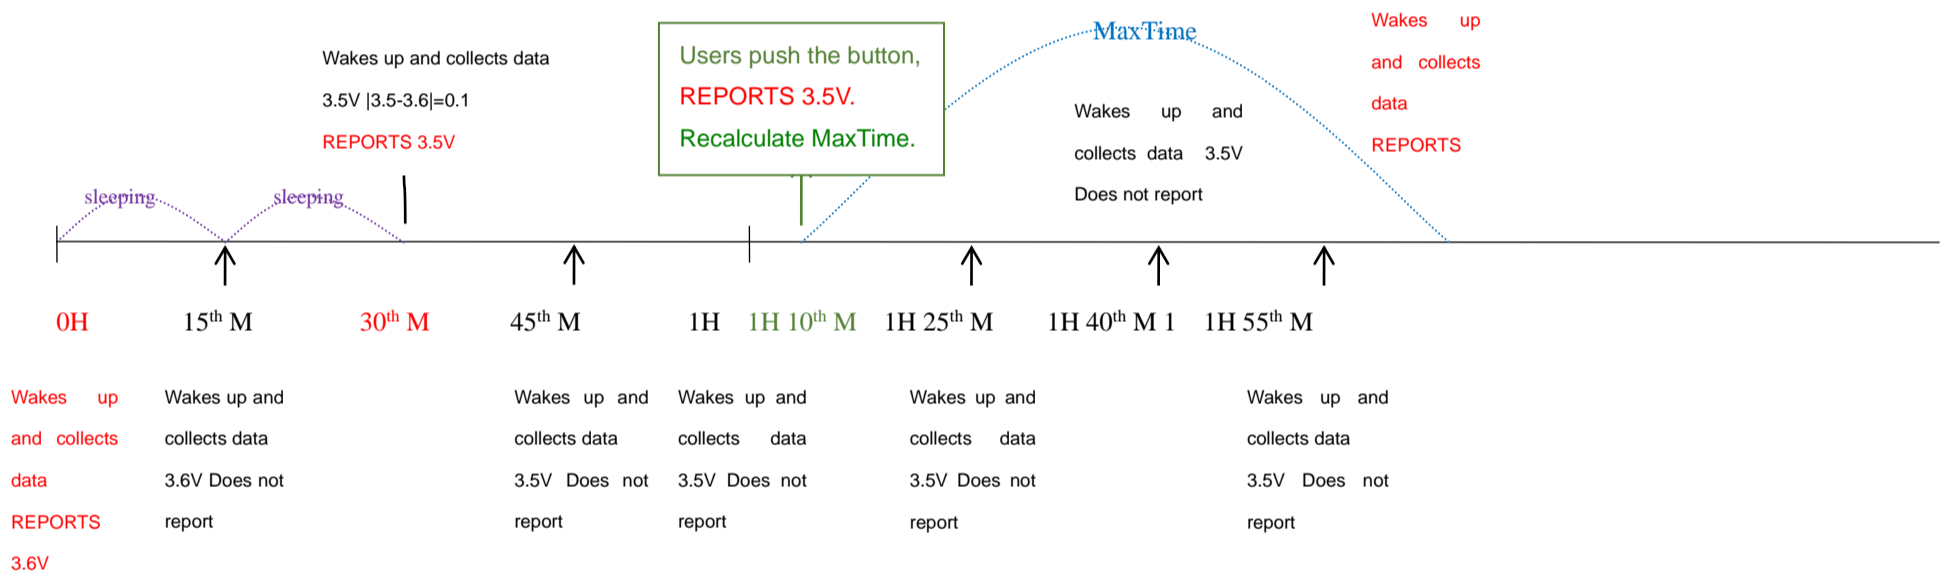 Wakes up and collects data
3.5V |3.5-3.6|=0.1
REPORTS 3.5V
Users push the button,
REPORTS 3.5V.
Recalculate MaxTime.
MaxTime
Wakes up and
collects data 3.5V
Does not report
Wakes up
and collects
data
REPORTS
sleeping
sleeping
0H
15th M
30th M
45th M
1H
1H 10th M
1H 25th M
1H 40th M 1
1H 55th M
Wakes up
and collects
data
REPORTS
3.6V
Wakes up and
collects data
3.6V Does not
report
Wakes up and
collects data
3.5V Does not
report
Wakes up and
collects data
3.5V Does not
report
Wakes up and
collects data
3.5V Does not
report
Wakes up and
collects data
3.5V Does not
report